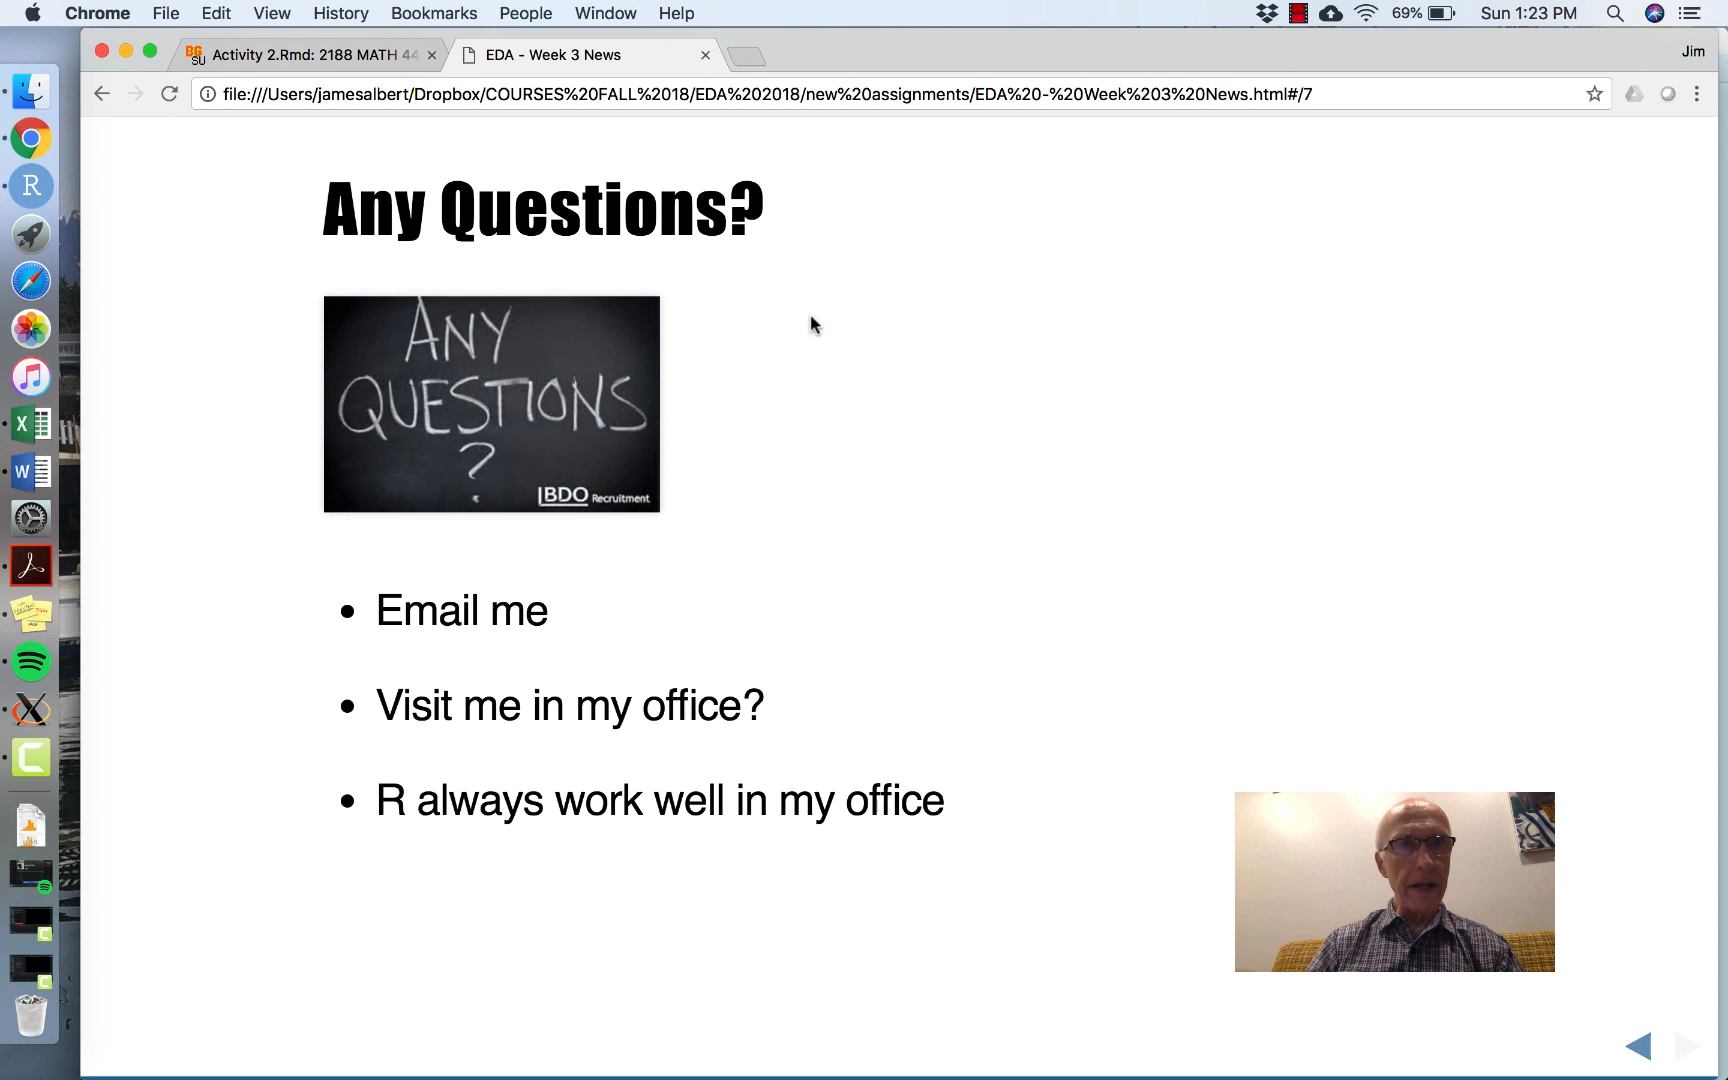 Chrome File Edit View History Bookmarks People Window Help 69% Sun 1:23 PM
Activity 2.Rmd: 2188 MATH 44
EDA - Week 3 News
Jim
file:///Users/jamesalbert/Dropbox/COURSES%20FALL%2018/EDA%202018/new%20assignments/EDA%20-%20Week%203%20News.html#/7
Any Questions?
ANY
QUESTIONS
?
BDO Recruitment
• Email me
• Visit me in my office?
• R always work well in my office